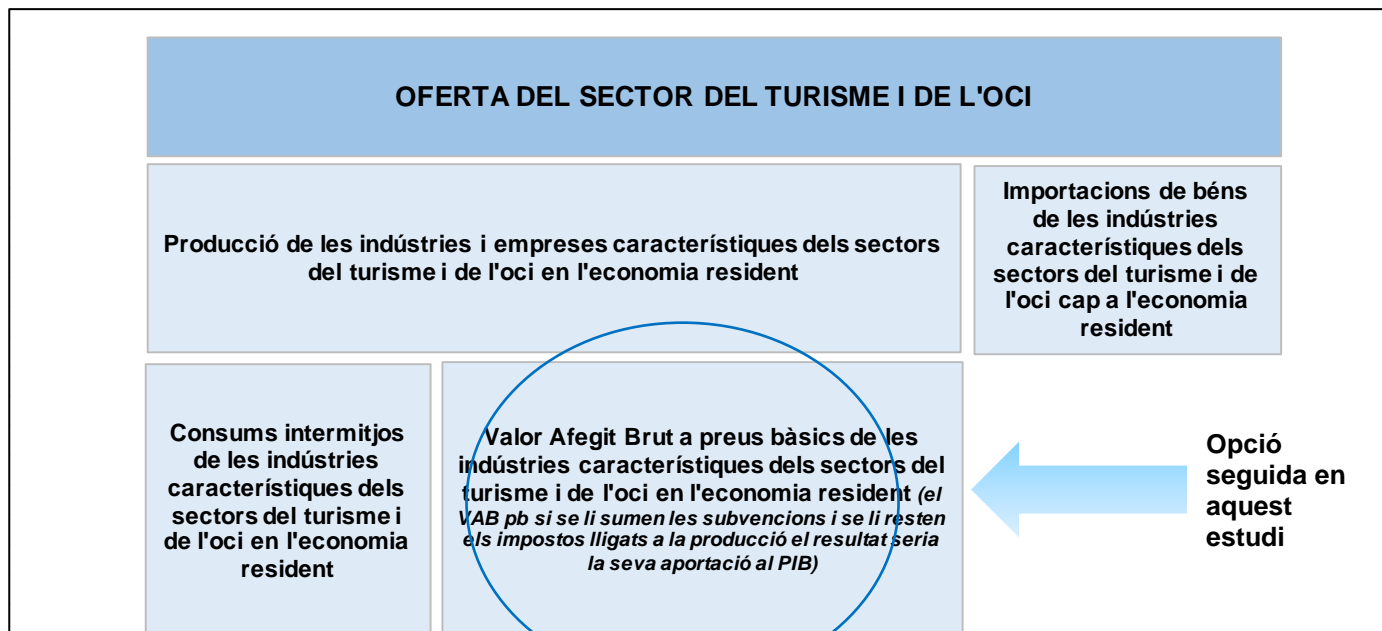 OFERTA DEL SECTOR DEL TURISME I DE L'OCI
Producció de les indústries i empreses característiques dels sectors
del turisme i de l'oci en l'economia resident
Importacions de béns
de les indústries
característiques dels
sectors del turisme i de
l'oci cap a l'economia
resident
Consums intermitjos
de les indústries
característiques dels
sectors del turisme i
de l'oci en l'economia
resident
Valor Afegit Brut a preus bàsics de les
indústries característiques dels sectors del
turisme i de l'oci en l'economia resident (el
VAB pb si se li sumen les subvencions i se li resten
els impostos lligats a la producció el resultat seria
la seva aportació al PIB)
Opció
seguida en
aquest
estudi